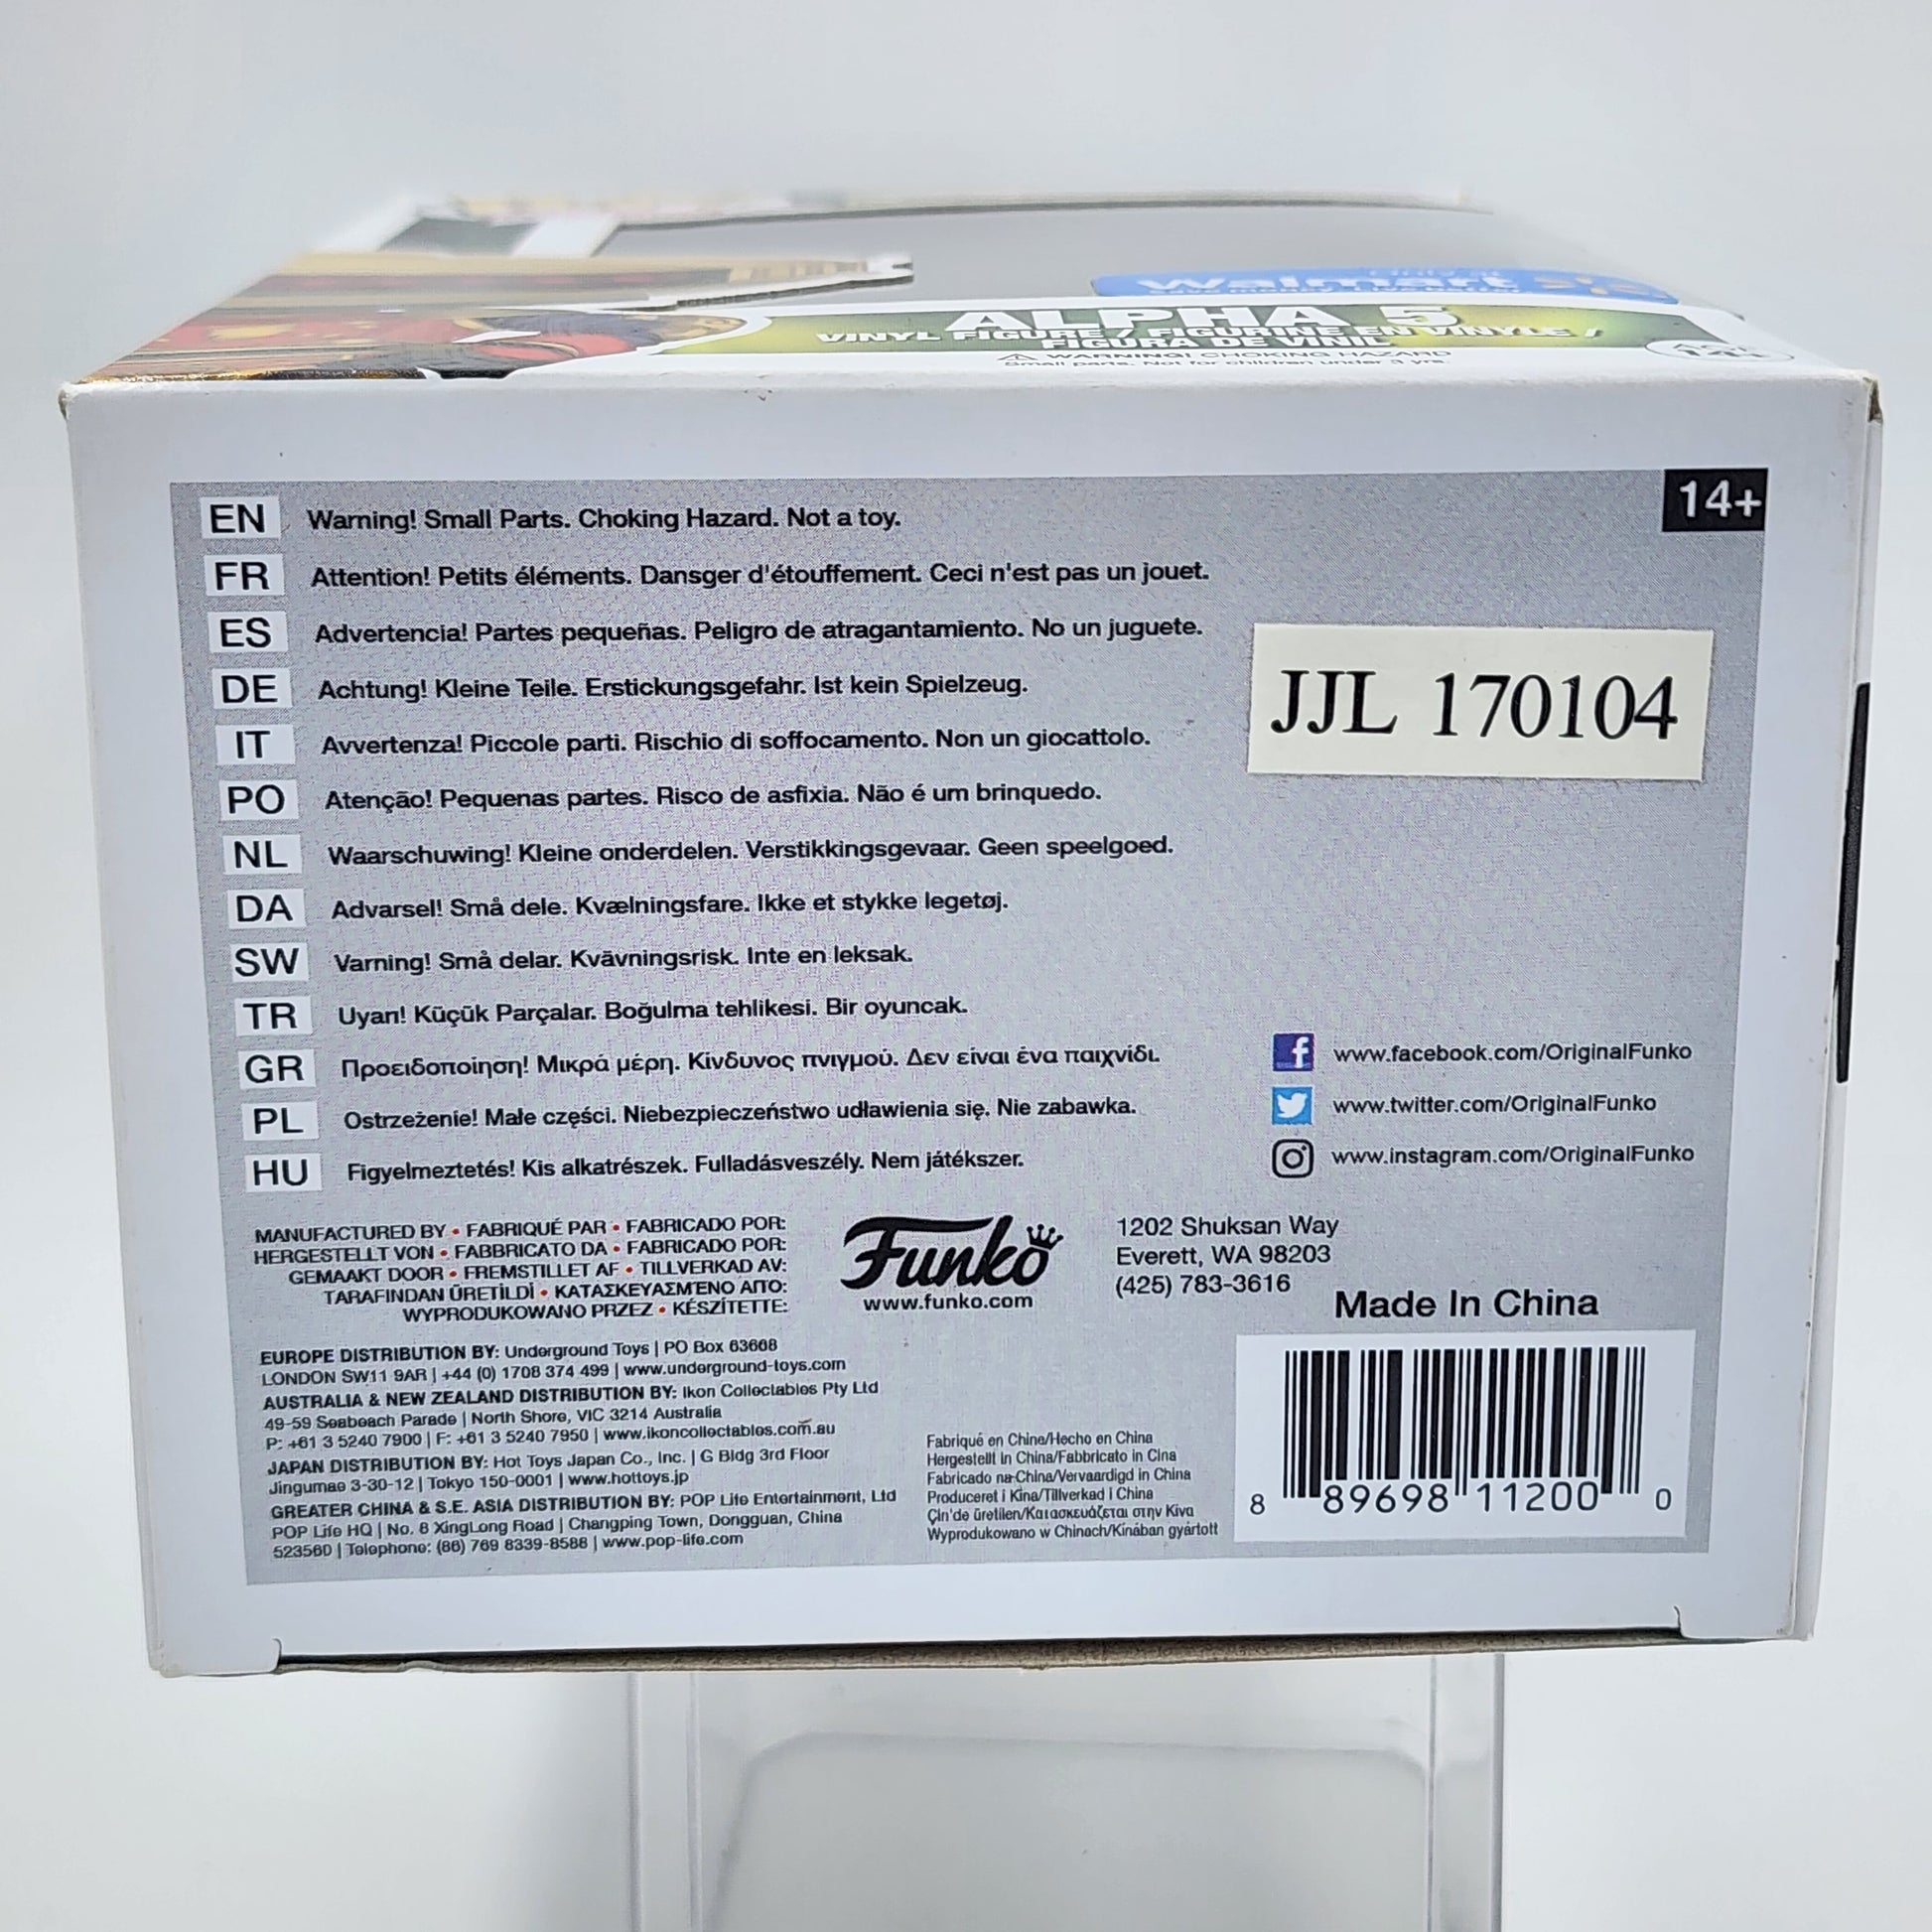 Only at
Walmart
ALPHA 5
VINYL FIGURE / FIGURINE EN VINYLE /
FIGURA DE VINIL
WARNING! CHOKING HAZARD
Small parts. Not for children under 3 yrs.
14+
EN Warning! Small Parts. Choking Hazard. Not a toy.
FR Attention! Petits éléments. Dansger d'étouffement. Ceci n'est pas un jouet.
ES Advertencia! Partes pequeñas. Peligro de atragantamiento. No un juguete.
DE Achtung! Kleine Teile. Erstickungsgefahr. Ist kein Spielzeug.
IT Avvertenza! Piccole parti. Rischio di soffocamento. Non un giocattolo.
PO Atenção! Pequenas partes. Risco de asfixia. Não é um brinquedo.
NL Waarschuwing! Kleine onderdelen. Verstikkingsgevaar. Geen speelgoed.
DA Advarsel! Små dele. Kvælningsfare. Ikke et stykke legetøj.
SW Varning! Små delar. Kvävningsrisk. Inte en leksak.
TR Uyarı! Küçük Parçalar. Boğulma tehlikesi. Bir oyuncak.
GR Προειδοποίηση! Μικρά μέρη. Κίνδυνος πνιγμού. Δεν είναι ένα παιχνίδι.
PL Ostrzeżenie! Małe części. Niebezpieczeństwo udławienia się. Nie zabawka.
HU Figyelmeztetés! Kis alkatrészek. Fulladásveszély. Nem játékszer.
14+
JJL 170104
www.facebook.com/OriginalFunko
www.twitter.com/OriginalFunko
www.instagram.com/OriginalFunko
MANUFACTURED BY • FABRIQUÉ PAR • FABRICADO POR:
HERGESTELLT VON • FABBRICATO DA • FABRICADO POR:
GEMAAKT DOOR • FREMSTILLET AF • TILLVERKAD AV:
TARAFINDAN ÜRETİLDİ • ΚΑΤΑΣΚΕΥΑΣΜΈΝΟ ΑΠΌ:
WYPRODUKOWANO PRZEZ • KÉSZÍTETTE:
Funko
www.funko.com
1202 Shuksan Way
Everett, WA 98203
(425) 783-3616
Made In China
EUROPE DISTRIBUTION BY: Underground Toys | PO Box 63668
LONDON SW11 9AR | +44 (0) 1708 374 499 | www.underground-toys.com
AUSTRALIA & NEW ZEALAND DISTRIBUTION BY: Ikon Collectables Pty Ltd
49-59 Seabeach Parade | North Shore, VIC 3214 Australia
P: +61 3 5240 7900 | F: +61 3 5240 7950 | www.ikoncollectables.com.au
JAPAN DISTRIBUTION BY: Hot Toys Japan Co., Inc. | G Bldg 3rd Floor
Jingumae 3-30-12 | Tokyo 150-0001 | www.hottoys.jp
GREATER CHINA & S.E. ASIA DISTRIBUTION BY: POP Life Entertainment, Ltd
POP Life HQ | No. 8 XingLong Road | Changping Town, Dongguan, China
523560 | Telephone: (86) 769 8339-8588 | www.pop-life.com
Fabriqué en Chine/Hecho en China
Hergestellt in China/Fabbricato in Cina
Fabricado na China/Vervaardigd in China
Produceret i Kina/Tillverkad i China
Çin'de üretilen/Κατασκευάζεται στην Κίνα
Wyprodukowano w Chinach/Kínában gyártott
8 89698 11200 0